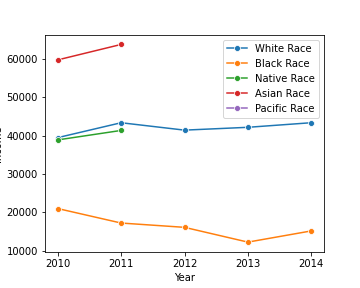 White Race
Black Race
Native Race
Asian Race
Pacific Race
60000
50000
40000
30000
20000
10000
2010 2011 2012 2013 2014
Year